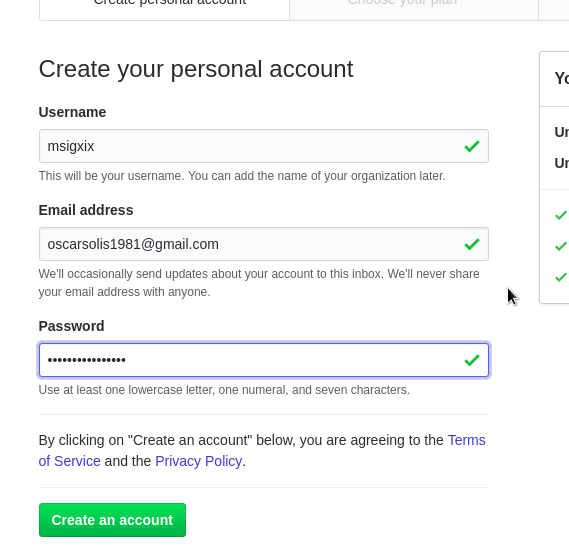 Create personal account
Choose your plan
Create your personal account
Username
msigxix
This will be your username. You can add the name of your organization later.
Email address
oscarsolis1981@gmail.com
We'll occasionally send updates about your account to this inbox. We'll never share
your email address with anyone.
Password
••••••••••••••••
Use at least one lowercase letter, one numeral, and seven characters.
By clicking on "Create an account" below, you are agreeing to the Terms
of Service and the Privacy Policy.
Create an account